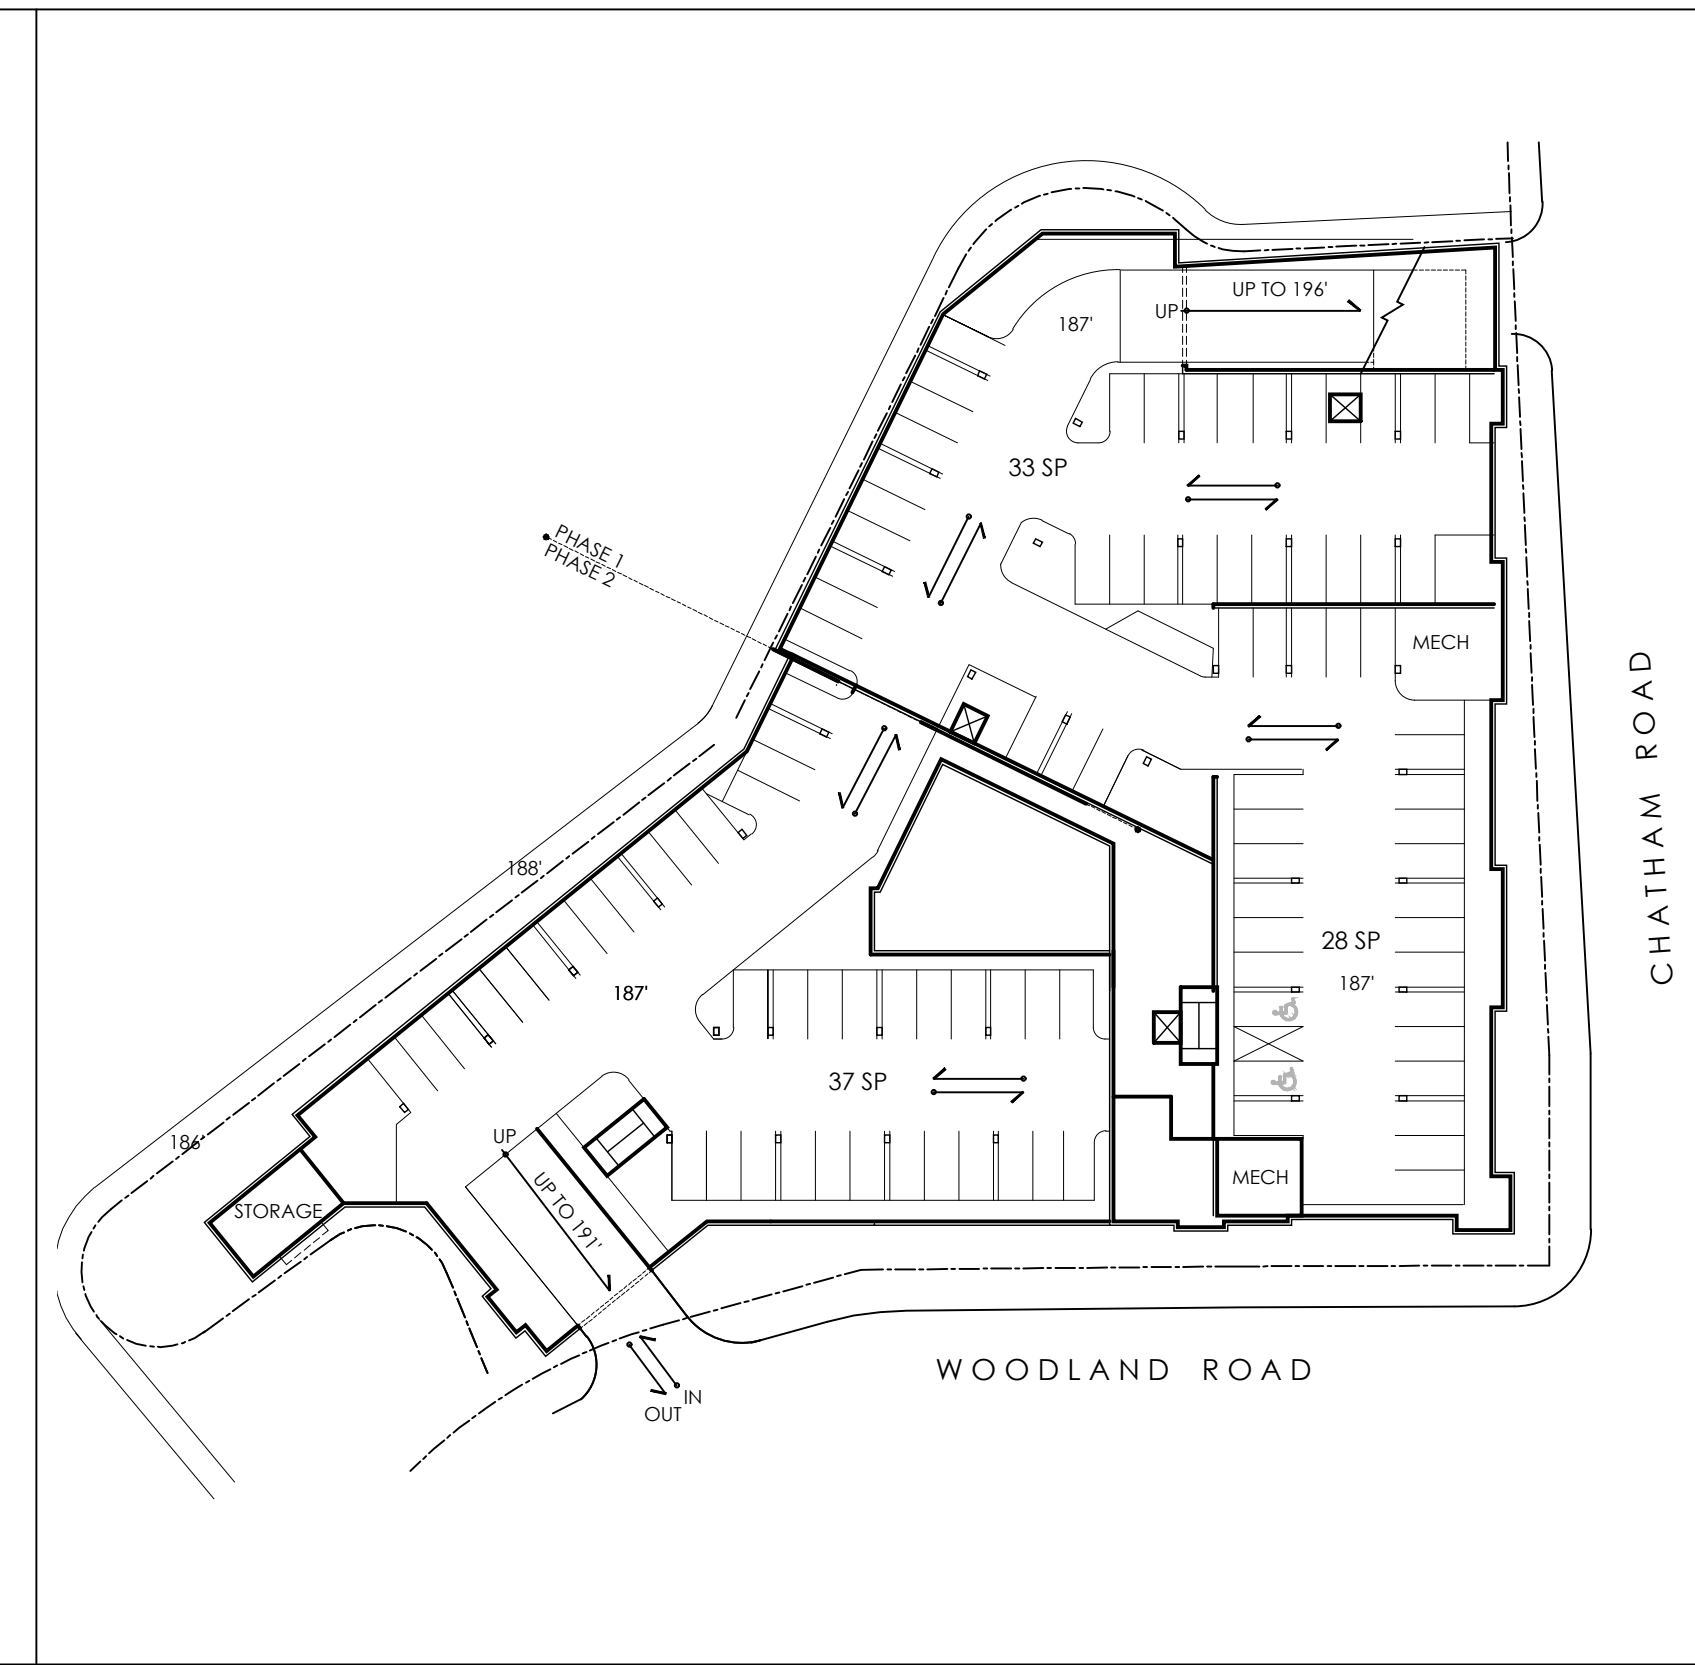 UP TO 196'
UP
187'
33 SP
PHASE 1
PHASE 2
MECH
CHATHAM ROAD
188'
28 SP
187'
187'
37 SP
186'
UP
UP TO 191'
STORAGE
MECH
WOODLAND ROAD
IN
OUT